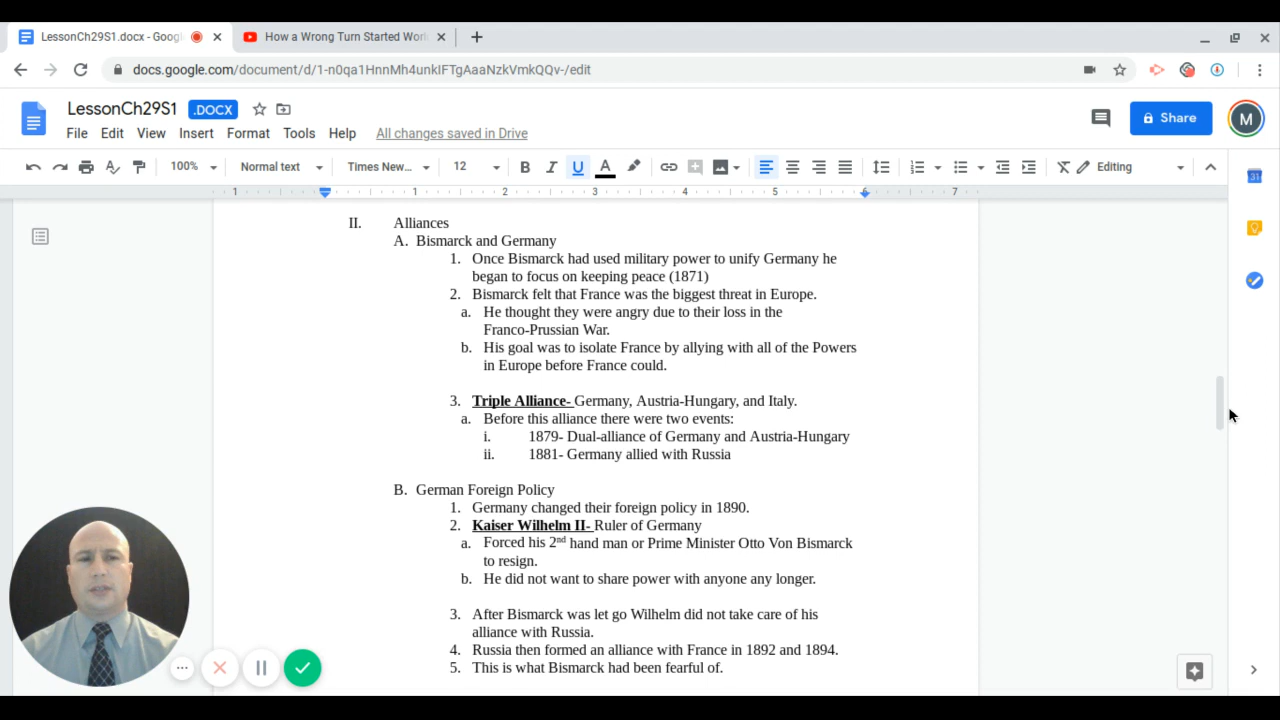 LessonCh29S1.docx - Goog
How a Wrong Turn Started Worl
docs.google.com/document/d/1-n0qa1HnnMh4unkIFTgAaaNzkVmkQQv-/edit
LessonCh29S1 .DOCX
Share
M
File Edit View Insert Format Tools Help All changes saved in Drive
100% Normal text Times New... 12 B I U A Editing
1 1 2 3 4 5 6 7
31
II. Alliances
A. Bismarck and Germany
1. Once Bismarck had used military power to unify Germany he
began to focus on keeping peace (1871)
2. Bismarck felt that France was the biggest threat in Europe.
a. He thought they were angry due to their loss in the
Franco-Prussian War.
b. His goal was to isolate France by allying with all of the Powers
in Europe before France could.
3. Triple Alliance- Germany, Austria-Hungary, and Italy.
a. Before this alliance there were two events:
i. 1879- Dual-alliance of Germany and Austria-Hungary
ii. 1881- Germany allied with Russia
B. German Foreign Policy
1. Germany changed their foreign policy in 1890.
2. Kaiser Wilhelm II- Ruler of Germany
a. Forced his 2nd hand man or Prime Minister Otto Von Bismarck
to resign.
b. He did not want to share power with anyone any longer.
3. After Bismarck was let go Wilhelm did not take care of his
alliance with Russia.
4. Russia then formed an alliance with France in 1892 and 1894.
5. This is what Bismarck had been fearful of.